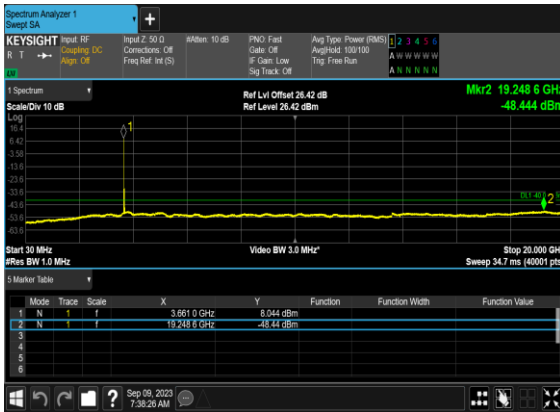 Spectrum Analyzer 1
Swept SA
+
KEYSIGHT
R T
LW
Input: RF
Coupling: DC
Align: Off
Input Z: 50 Ω
Corrections: Off
Freq Ref: Int (S)
#Atten: 10 dB
PNO: Fast
Gate: Off
IF Gain: Low
Sig Track: Off
Avg Type: Power (RMS)
Avg|Hold: 100/100
Trig: Free Run
1 2 3 4 5 6
A W W W W W
A N N N N N
1 Spectrum
Scale/Div 10 dB
Ref Lvl Offset 26.42 dB
Ref Level 26.42 dBm
Mkr2 19.248 6 GHz
-48.444 dBm
Log
16.4
6.42
-3.58
-13.6
-23.6
-33.6
-43.6
-53.6
-63.6
1
DL1 -40.0
2
Start 30 MHz
#Res BW 1.0 MHz
Video BW 3.0 MHz*
Stop 20.000 GH
Sweep 34.7 ms (40001 pts
5 Marker Table
Mode Trace Scale X Y Function Function Width Function Value
1 N 1 f 3.661 0 GHz 8.044 dBm
2 N 1 f 19.248 6 GHz -48.44 dBm
3
4
5
6
?
Sep 09, 2023
7:38:26 AM